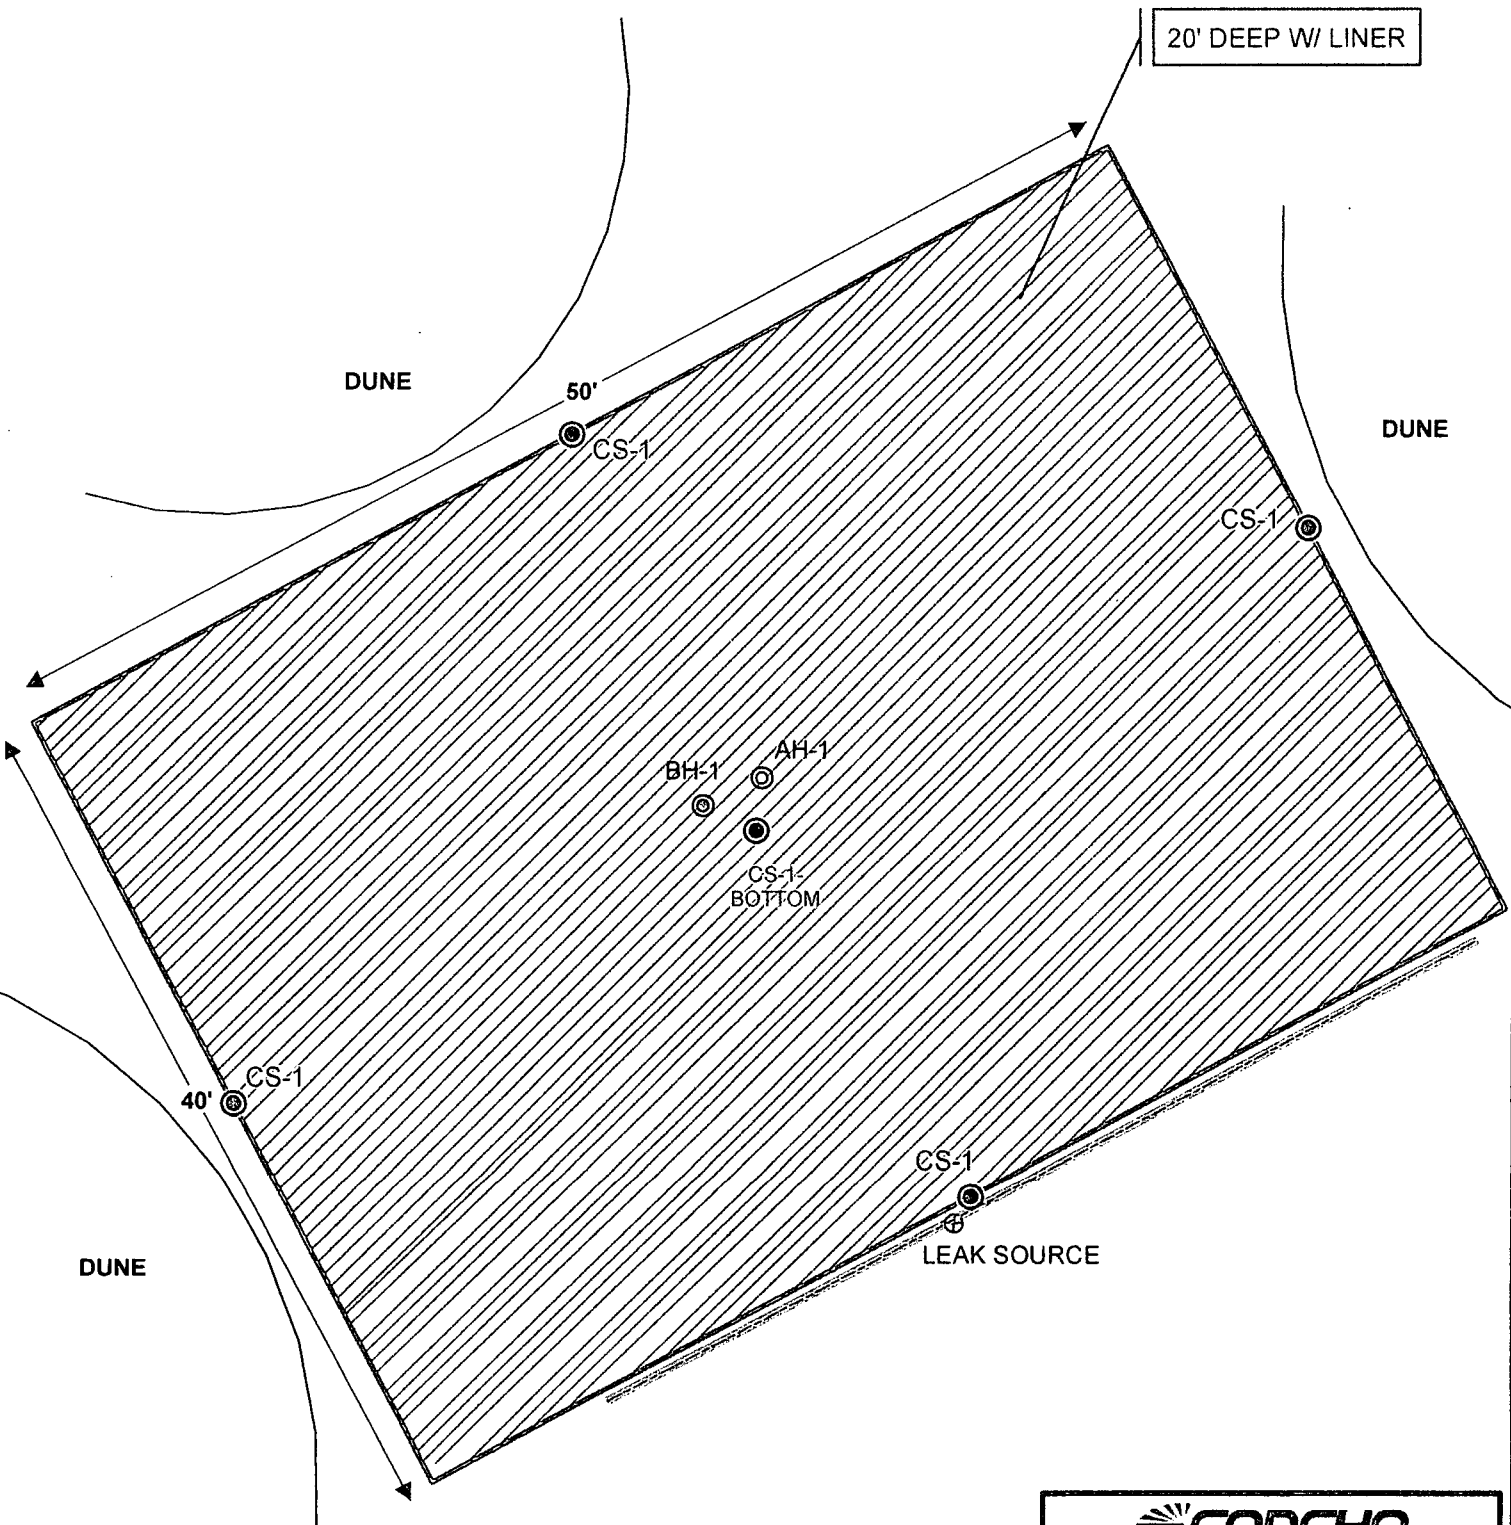 20' DEEP W/ LINER
DUNE
50'
DUNE
CS-1
CS-1
AH-1
BH-1
CS-1-
BOTTOM
CS-1
40'
CS-1
LEAK SOURCE
DUNE
CONCHO